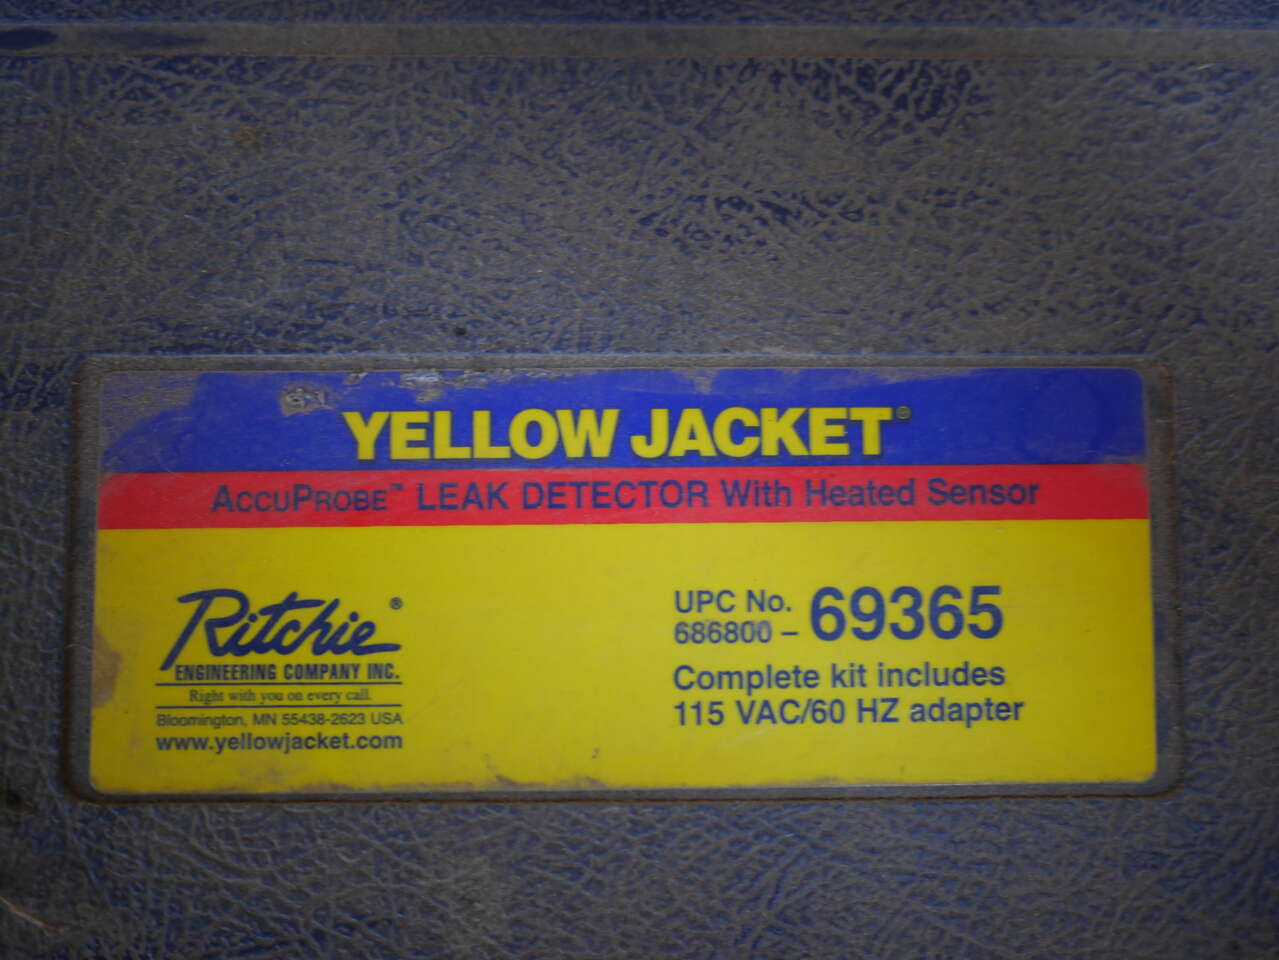 YELLOW JACKET®
ACCUPROBE™ LEAK DETECTOR With Heated Sensor
Ritchie®
ENGINEERING COMPANY INC.
Right with you on every call.
Bloomington, MN 55438-2623 USA
www.yellowjacket.com
UPC No.
686800 – 69365
Complete kit includes
115 VAC/60 HZ adapter